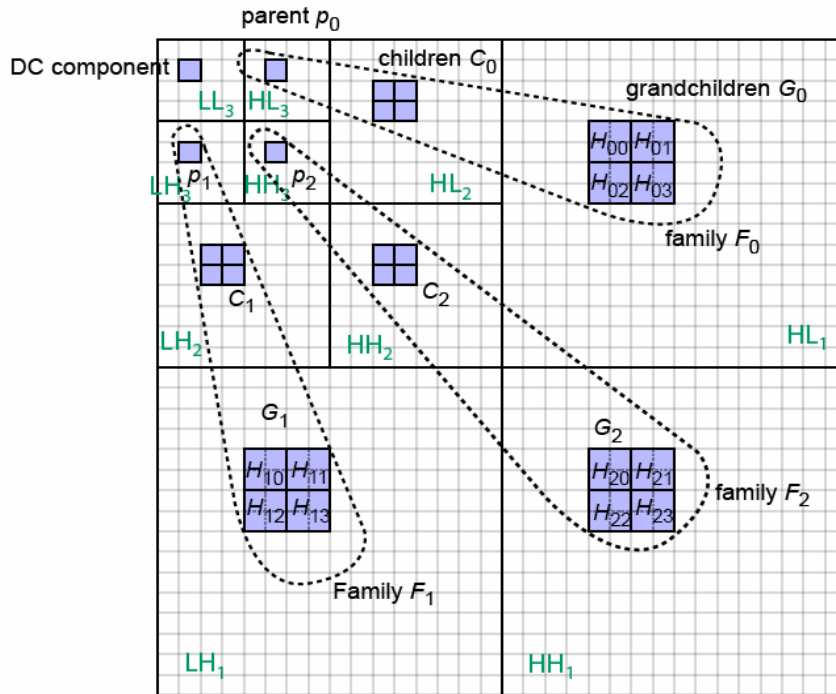 parent p₀
DC component
children C₀
grandchildren G₀
LL₃
HL₃
H₀₀ H₀₁
H₀₂ H₀₃
LH₃
p₁
HH₃
p₂
HL₂
family F₀
C₁
C₂
LH₂
HH₂
HL₁
G₁
G₂
H₁₀ H₁₁
H₁₂ H₁₃
H₂₀ H₂₁
H₂₂ H₂₃
family F₂
Family F₁
LH₁
HH₁